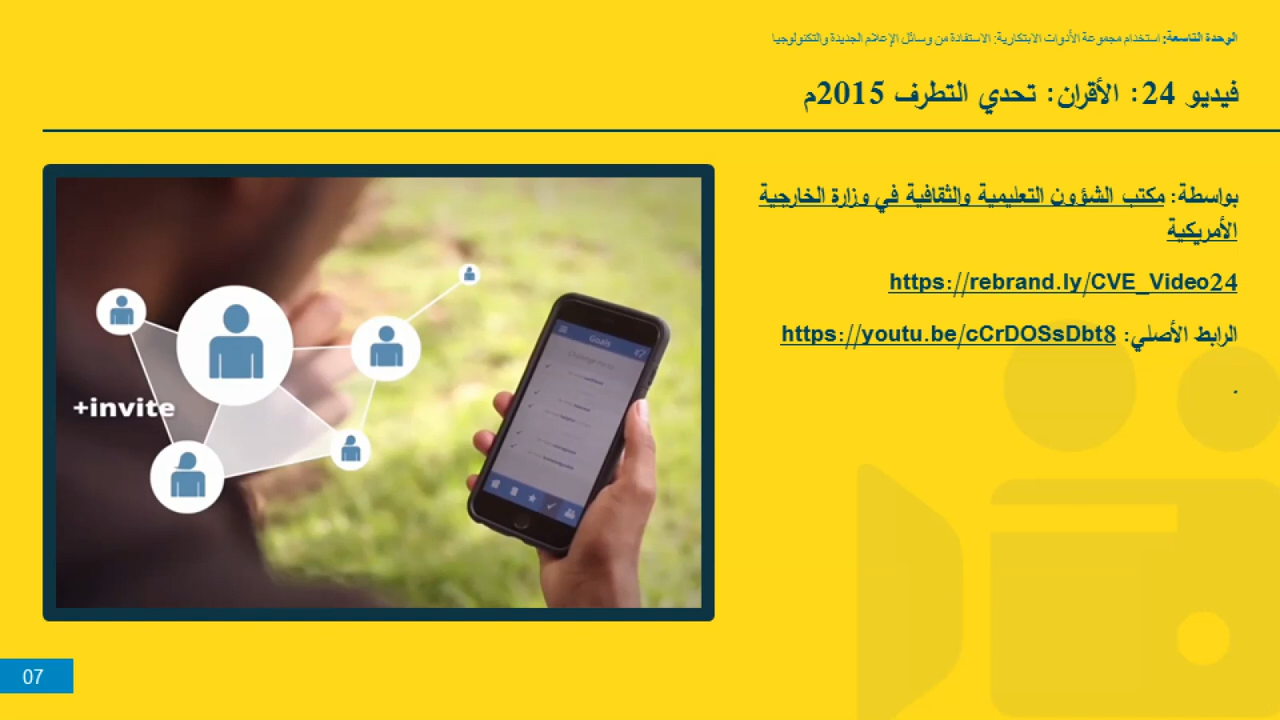 الوحدة التاسعة: استخدام مجموعة الأدوات الابتكارية: الاستفادة من وسائل الإعلام الجديدة والتكنولوجيا
فيديو 24: الأقران: تحدي التطرف 2015م
بواسطة: مكتب الشؤون التعليمية والثقافية في وزارة الخارجية
الأمريكية
https://rebrand.ly/CVE_Video24
الرابط الأصلي: https://youtu.be/cCrDOSsDbt8
.
+invite
Goals
07